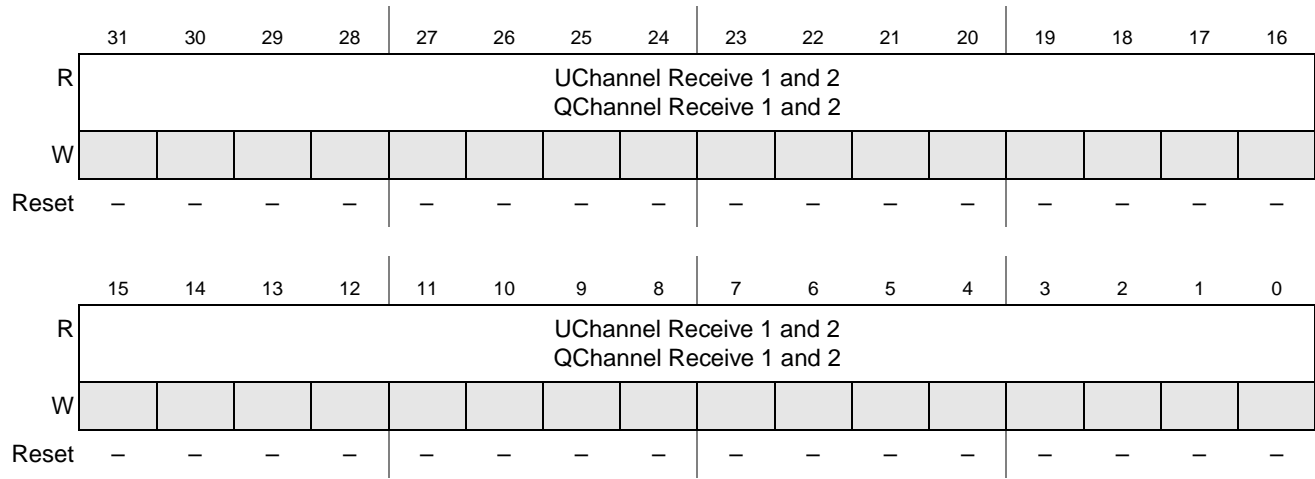 31 30 29 28 27 26 25 24 23 22 21 20 19 18 17 16
R UChannel Receive 1 and 2
QChannel Receive 1 and 2
W
Reset – – – – – – – – – – – – – – – –
15 14 13 12 11 10 9 8 7 6 5 4 3 2 1 0
R UChannel Receive 1 and 2
QChannel Receive 1 and 2
W
Reset – – – – – – – – – – – – – – – –